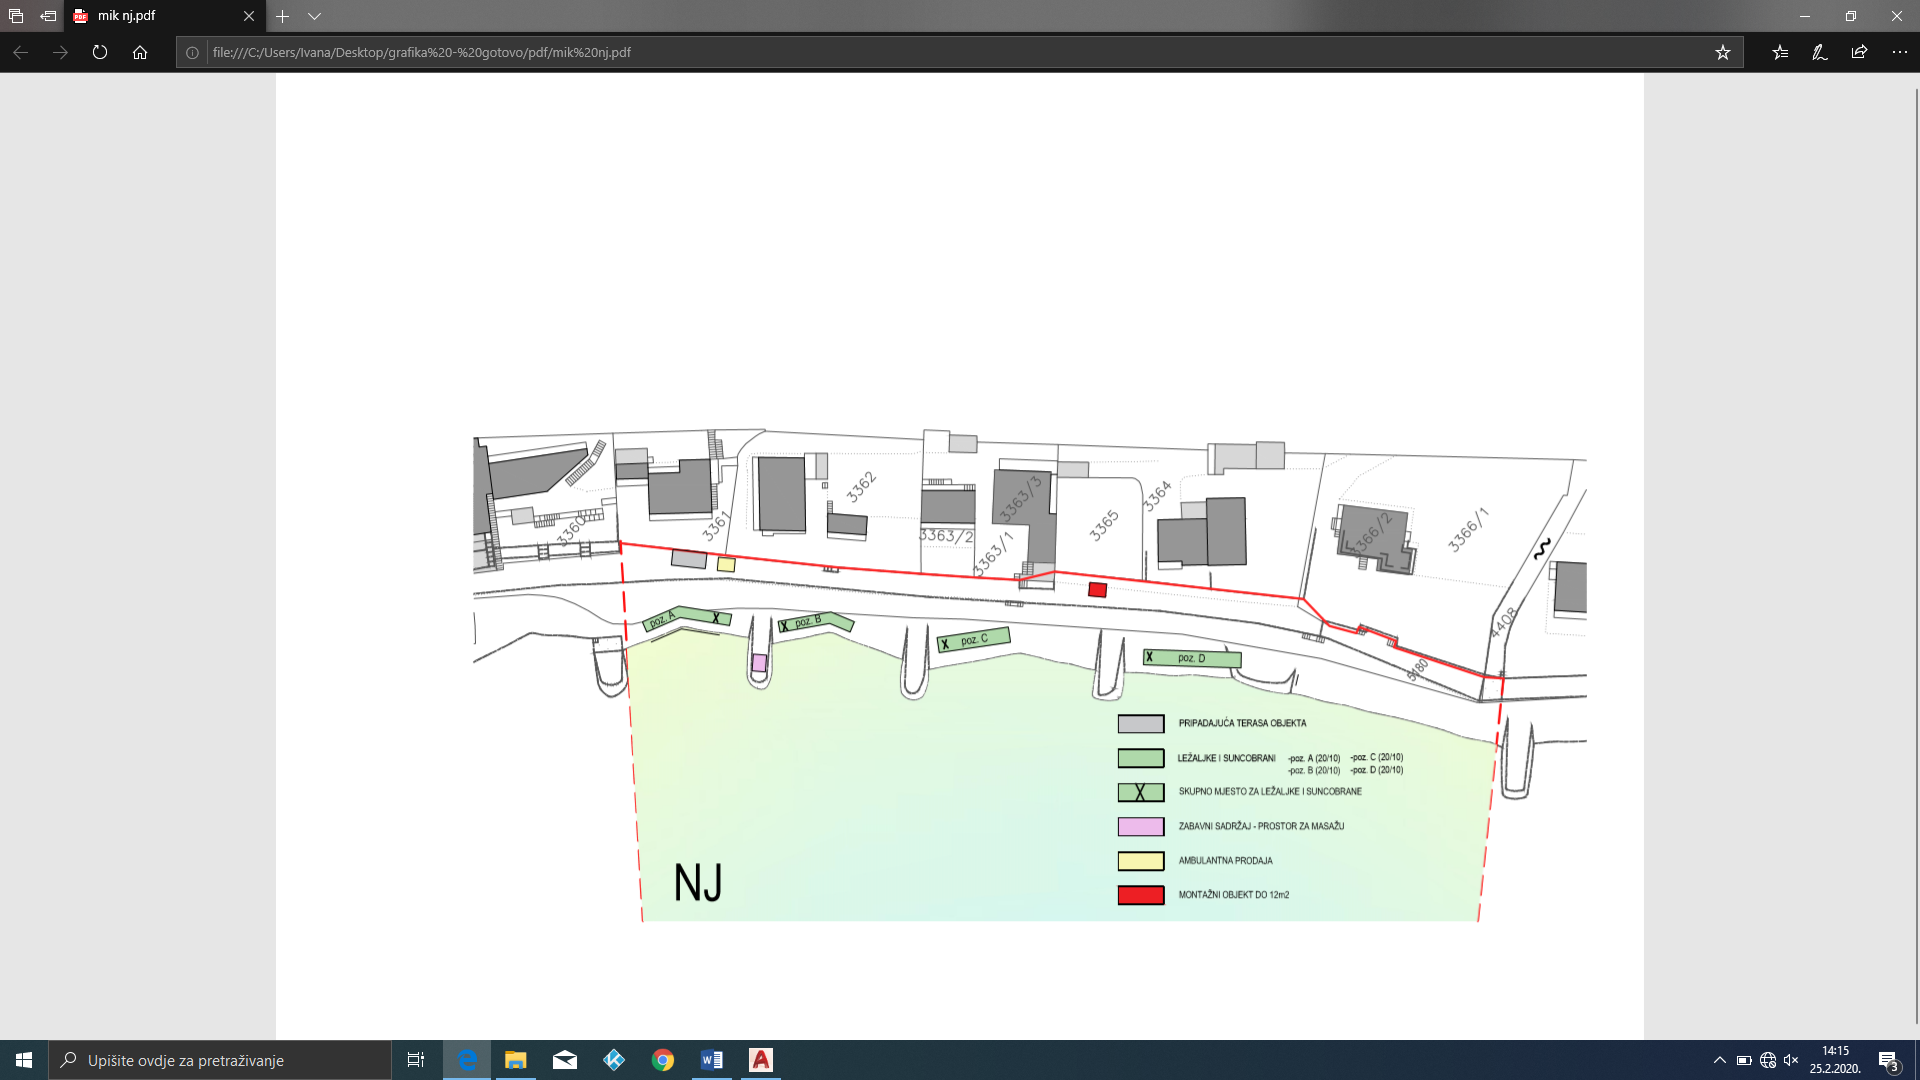 mik nj.pdf
file:///C:/Users/Ivana/Desktop/grafika%20-%20gotovo/pdf/mik%20nj.pdf
3360
3361
3362
3363/2
3363/1
3363/3
3365
3364
3366/2
3366/1
4408
5180
poz. A
X
X
poz. B
X
poz. C
X
poz. D
PRIPADAJUĆA TERASA OBJEKTA
LEŽALJKE I SUNCOBRANI -poz. A (20/10) -poz. C (20/10)
-poz. B (20/10) -poz. D (20/10)
X SKUPNO MJESTO ZA LEŽALJKE I SUNCOBRANE
ZABAVNI SADRŽAJ - PROSTOR ZA MASAŽU
AMBULANTNA PRODAJA
MONTAŽNI OBJEKT DO 12m2
NJ
Upišite ovdje za pretraživanje
14:15
25.2.2020.
3